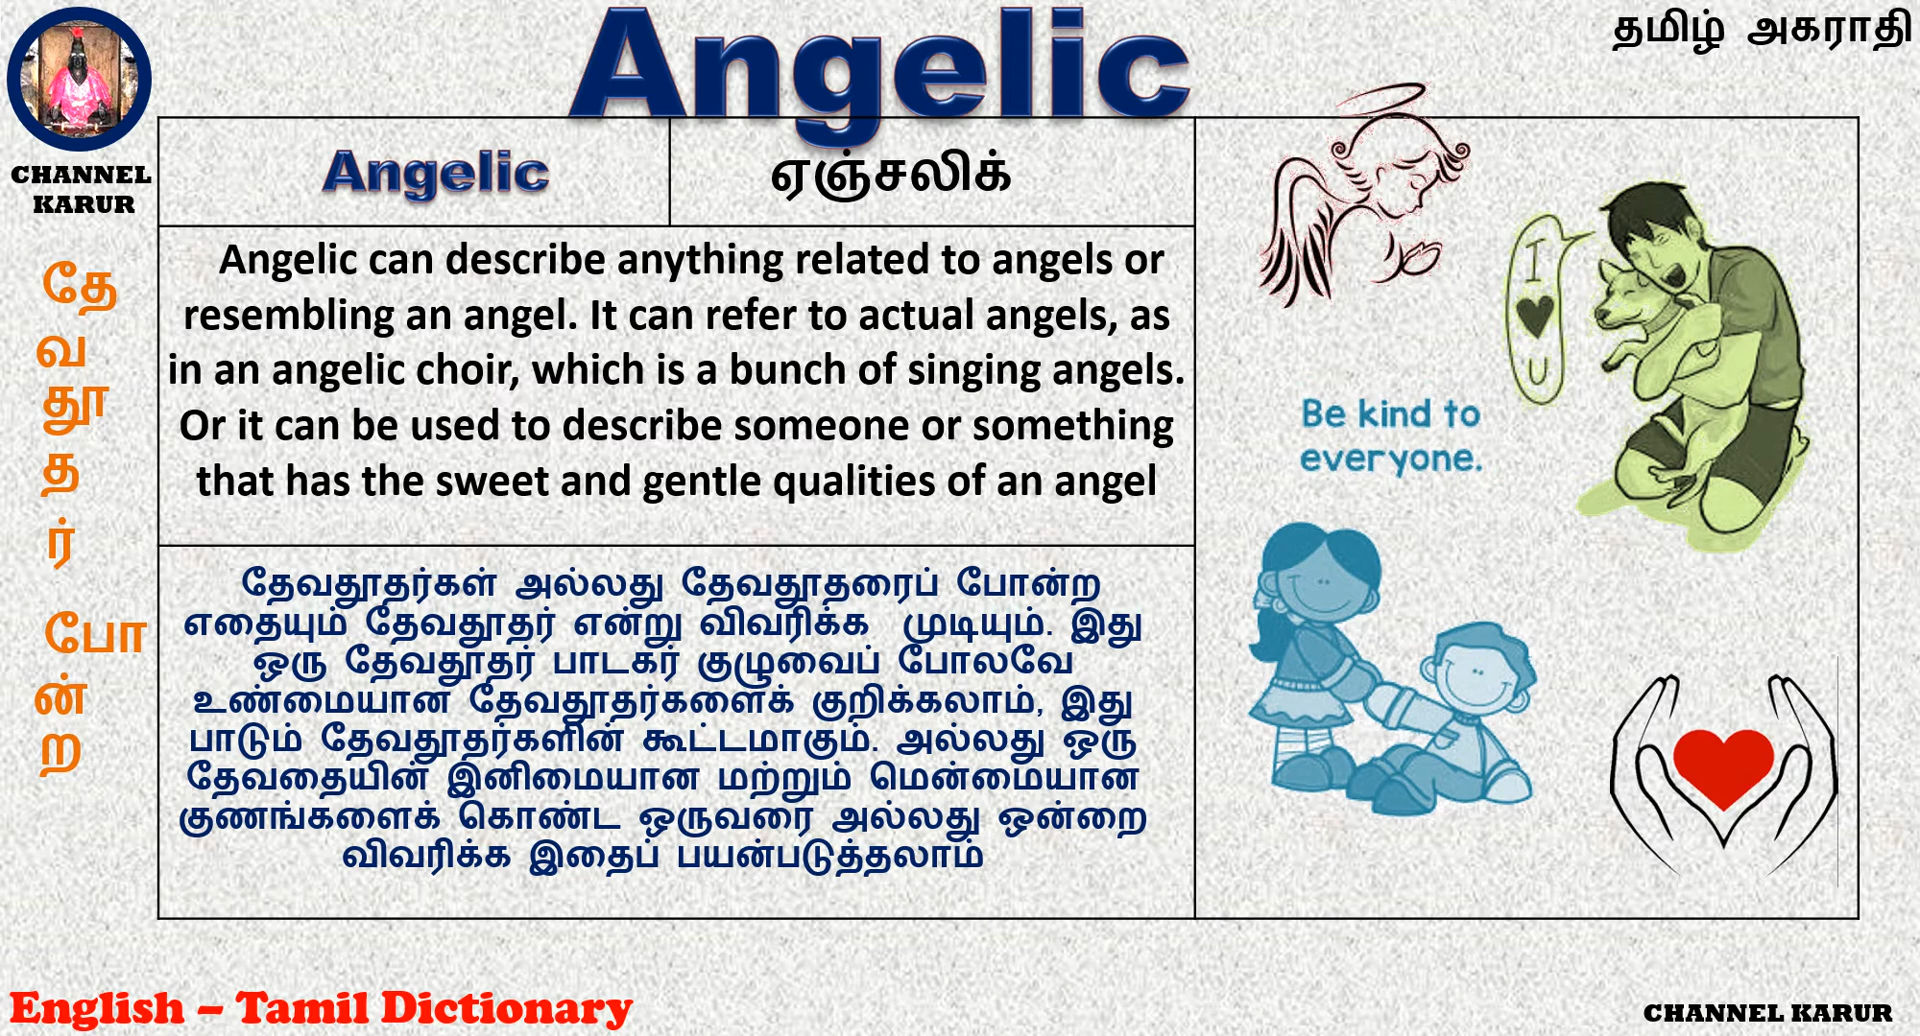 Angelic
தமிழ் அகராதி
CHANNEL
KARUR
Angelic
ஏஞ்சலிக்
Angelic can describe anything related to angels or
resembling an angel. It can refer to actual angels, as
in an angelic choir, which is a bunch of singing angels.
Or it can be used to describe someone or something
that has the sweet and gentle qualities of an angel
தேவதூதர்கள் அல்லது தேவதூதரைப் போன்ற
எதையும் தேவதூதர் என்று விவரிக்க முடியும். இது
ஒரு தேவதூதர் பாடகர் குழுவைப் போலவே
உண்மையான தேவதூதர்களைக் குறிக்கலாம், இது
பாடும் தேவதூதர்களின் கூட்டமாகும். அல்லது ஒரு
தேவதையின் இனிமையான மற்றும் மென்மையான
குணங்களைக் கொண்ட ஒருவரை அல்லது ஒன்றை
விவரிக்க இதைப் பயன்படுத்தலாம்
தே
வ
தூ
த
ர்
போ
ன்
ற
I
U
Be kind to
everyone.
English – Tamil Dictionary
CHANNEL KARUR